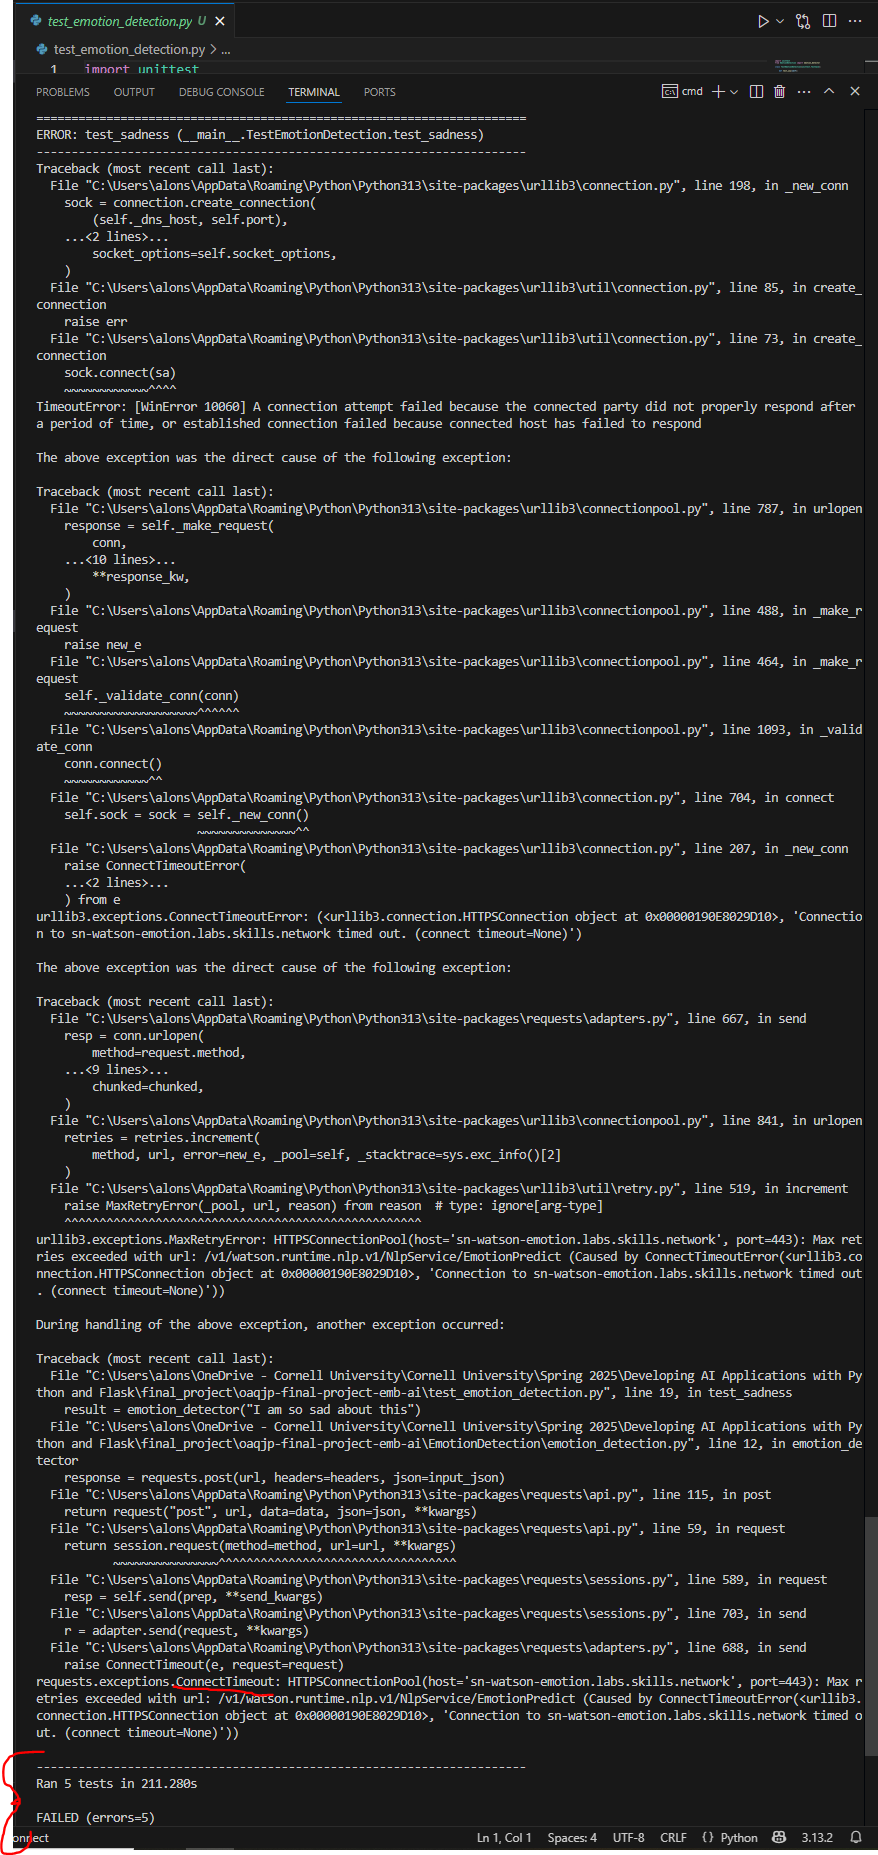 test_emotion_detection.py U
test_emotion_detection.py > ...
1 import unittest
PROBLEMS OUTPUT DEBUG CONSOLE TERMINAL PORTS cmd
======================================================================
ERROR: test_sadness (__main__.TestEmotionDetection.test_sadness)
----------------------------------------------------------------------
Traceback (most recent call last):
  File "C:\Users\alons\AppData\Roaming\Python\Python313\site-packages\urllib3\connection.py", line 198, in _new_conn
    sock = connection.create_connection(
        (self._dns_host, self.port),
    ...<2 lines>...
        socket_options=self.socket_options,
    )
  File "C:\Users\alons\AppData\Roaming\Python\Python313\site-packages\urllib3\util\connection.py", line 85, in create_
connection
    raise err
  File "C:\Users\alons\AppData\Roaming\Python\Python313\site-packages\urllib3\util\connection.py", line 73, in create_
connection
    sock.connect(sa)
    ~~~~~~~~~~~~^^^^
TimeoutError: [WinError 10060] A connection attempt failed because the connected party did not properly respond after
a period of time, or established connection failed because connected host has failed to respond
The above exception was the direct cause of the following exception:
Traceback (most recent call last):
  File "C:\Users\alons\AppData\Roaming\Python\Python313\site-packages\urllib3\connectionpool.py", line 787, in urlopen
    response = self._make_request(
        conn,
    ...<10 lines>...
        **response_kw,
    )
  File "C:\Users\alons\AppData\Roaming\Python\Python313\site-packages\urllib3\connectionpool.py", line 488, in _make_r
equest
    raise new_e
  File "C:\Users\alons\AppData\Roaming\Python\Python313\site-packages\urllib3\connectionpool.py", line 464, in _make_r
equest
    self._validate_conn(conn)
    ~~~~~~~~~~~~~~~~~~~^^^^^^
  File "C:\Users\alons\AppData\Roaming\Python\Python313\site-packages\urllib3\connectionpool.py", line 1093, in _valid
ate_conn
    conn.connect()
    ~~~~~~~~~~~~^^
  File "C:\Users\alons\AppData\Roaming\Python\Python313\site-packages\urllib3\connection.py", line 704, in connect
    self.sock = sock = self._new_conn()
                       ~~~~~~~~~~~~~~^^
  File "C:\Users\alons\AppData\Roaming\Python\Python313\site-packages\urllib3\connection.py", line 207, in _new_conn
    raise ConnectTimeoutError(
    ...<2 lines>...
    ) from e
urllib3.exceptions.ConnectTimeoutError: (<urllib3.connection.HTTPSConnection object at 0x00000190E8029D10>, 'Connectio
n to sn-watson-emotion.labs.skills.network timed out. (connect timeout=None)')
The above exception was the direct cause of the following exception:
Traceback (most recent call last):
  File "C:\Users\alons\AppData\Roaming\Python\Python313\site-packages\requests\adapters.py", line 667, in send
    resp = conn.urlopen(
        method=request.method,
    ...<9 lines>...
        chunked=chunked,
    )
  File "C:\Users\alons\AppData\Roaming\Python\Python313\site-packages\urllib3\connectionpool.py", line 841, in urlopen
    retries = retries.increment(
        method, url, error=new_e, _pool=self, _stacktrace=sys.exc_info()[2]
    )
  File "C:\Users\alons\AppData\Roaming\Python\Python313\site-packages\urllib3\util\retry.py", line 519, in increment
    raise MaxRetryError(_pool, url, reason) from reason  # type: ignore[arg-type]
    ^^^^^^^^^^^^^^^^^^^^^^^^^^^^^^^^^^^^^^^^^^^^^^^^^^^
urllib3.exceptions.MaxRetryError: HTTPSConnectionPool(host='sn-watson-emotion.labs.skills.network', port=443): Max ret
ries exceeded with url: /v1/watson.runtime.nlp.v1/NlpService/EmotionPredict (Caused by ConnectTimeoutError(<urllib3.co
nnection.HTTPSConnection object at 0x00000190E8029D10>, 'Connection to sn-watson-emotion.labs.skills.network timed out
. (connect timeout=None)'))
During handling of the above exception, another exception occurred:
Traceback (most recent call last):
  File "C:\Users\alons\OneDrive - Cornell University\Cornell University\Spring 2025\Developing AI Applications with Py
thon and Flask\final_project\oaqjp-final-project-emb-ai\test_emotion_detection.py", line 19, in test_sadness
    result = emotion_detector("I am so sad about this")
  File "C:\Users\alons\OneDrive - Cornell University\Cornell University\Spring 2025\Developing AI Applications with Py
thon and Flask\final_project\oaqjp-final-project-emb-ai\EmotionDetection\emotion_detection.py", line 12, in emotion_de
tector
    response = requests.post(url, headers=headers, json=input_json)
  File "C:\Users\alons\AppData\Roaming\Python\Python313\site-packages\requests\api.py", line 115, in post
    return request("post", url, data=data, json=json, **kwargs)
  File "C:\Users\alons\AppData\Roaming\Python\Python313\site-packages\requests\api.py", line 59, in request
    return session.request(method=method, url=url, **kwargs)
           ~~~~~~~~~~~~~~~^^^^^^^^^^^^^^^^^^^^^^^^^^^^^^^^^^
  File "C:\Users\alons\AppData\Roaming\Python\Python313\site-packages\requests\sessions.py", line 589, in request
    resp = self.send(prep, **send_kwargs)
  File "C:\Users\alons\AppData\Roaming\Python\Python313\site-packages\requests\sessions.py", line 703, in send
    r = adapter.send(request, **kwargs)
  File "C:\Users\alons\AppData\Roaming\Python\Python313\site-packages\requests\adapters.py", line 688, in send
    raise ConnectTimeout(e, request=request)
requests.exceptions.ConnectTimeout: HTTPSConnectionPool(host='sn-watson-emotion.labs.skills.network', port=443): Max r
etries exceeded with url: /v1/watson.runtime.nlp.v1/NlpService/EmotionPredict (Caused by ConnectTimeoutError(<urllib3.
connection.HTTPSConnection object at 0x00000190E8029D10>, 'Connection to sn-watson-emotion.labs.skills.network timed o
ut. (connect timeout=None)'))
----------------------------------------------------------------------
Ran 5 tests in 211.280s
FAILED (errors=5)
onnect Ln 1, Col 1 Spaces: 4 UTF-8 CRLF {} Python 3.13.2